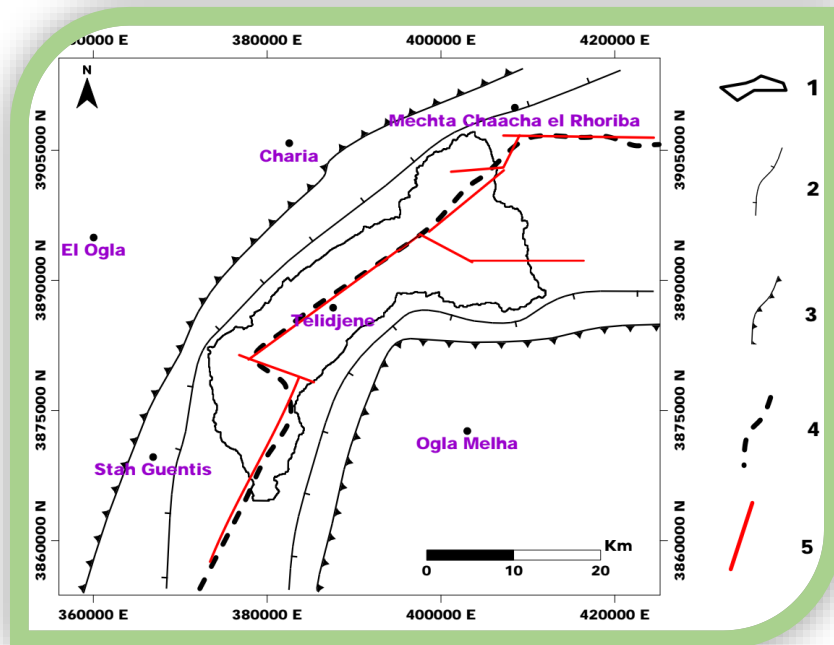 380000 E
400000 E
420000 E
N
1
Mechta Chaacha el Rhoriba
3905000 N
3905000 N
Charia
2
El Ogla
3890000 N
3890000 N
3
Telidjene
3875000 N
3875000 N
4
Ogla Melha
Stah Guentis
3860000 N
3860000 N
Km
5
0
10
20
360000 E
380000 E
400000 E
420000 E